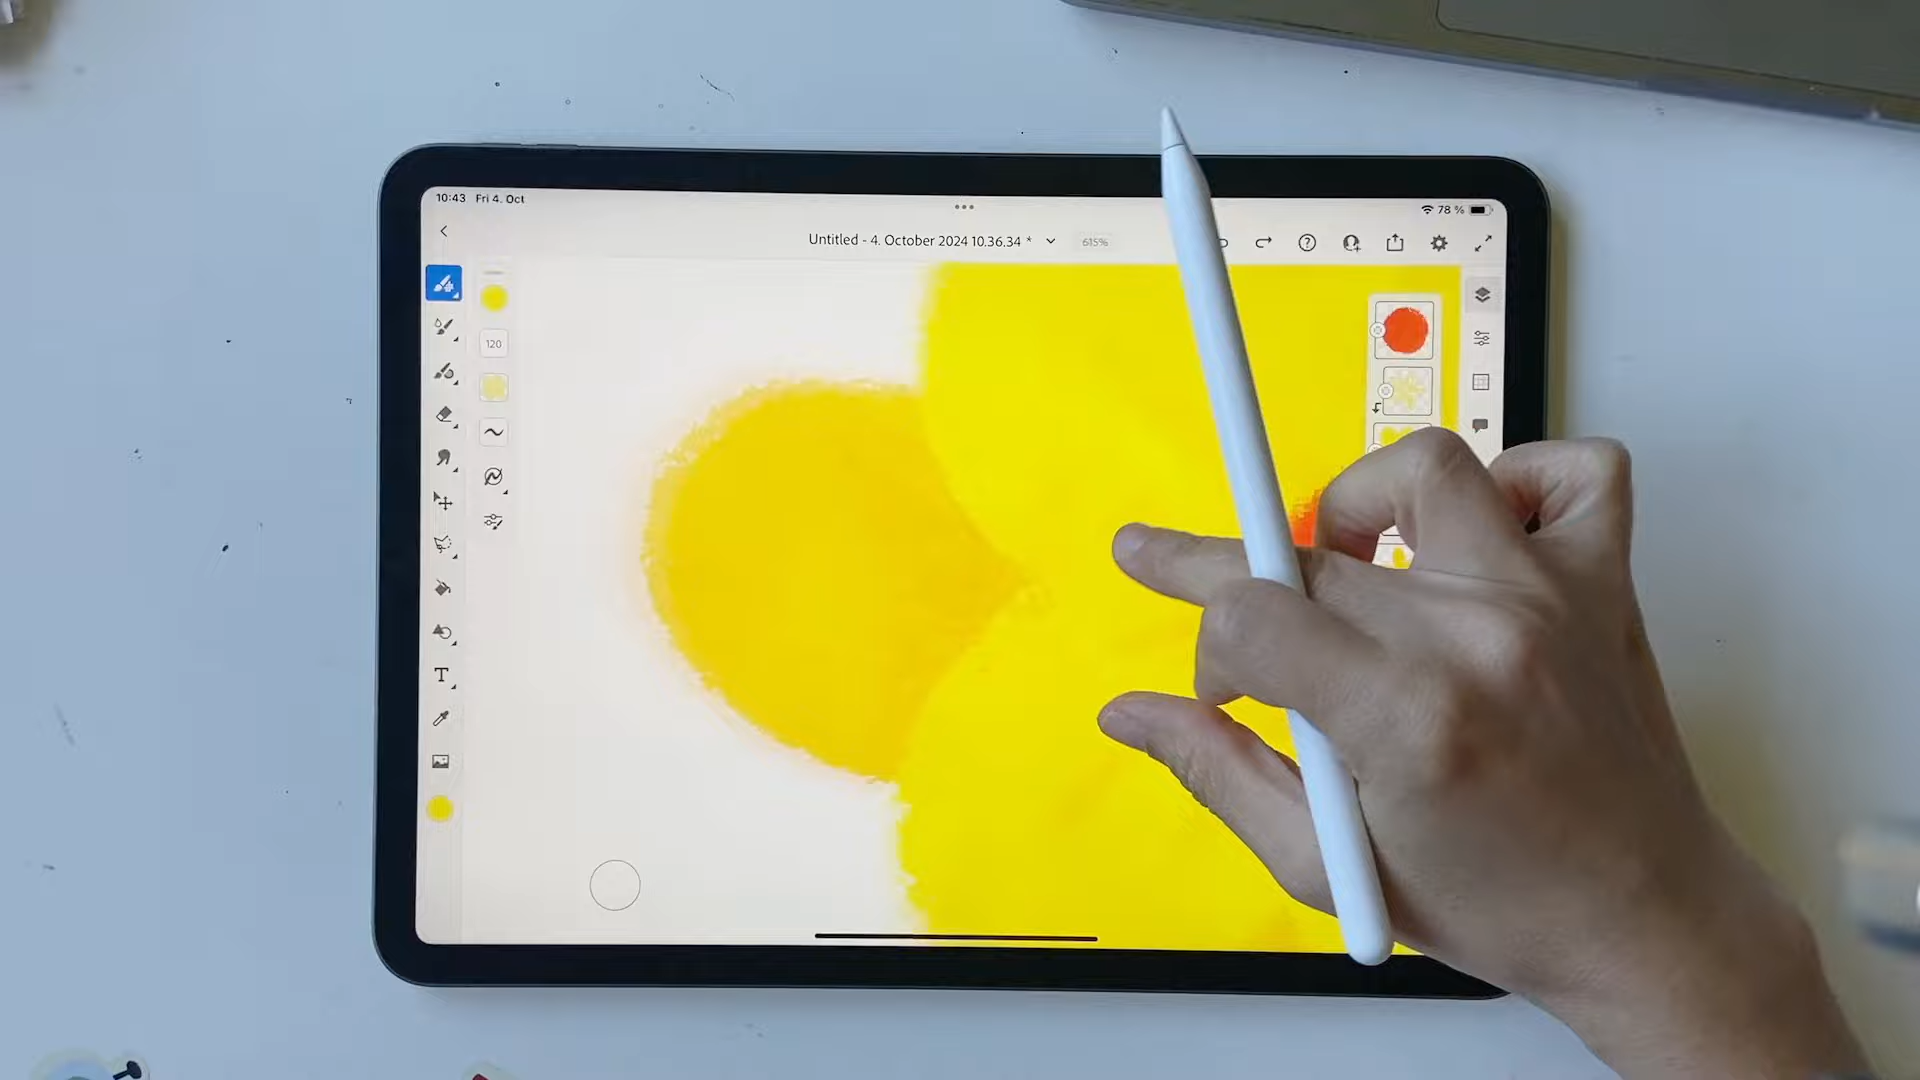 10:43 Fri 4. Oct
78 %
Untitled - 4. October 2024 10.36.34 *
615%
120
T